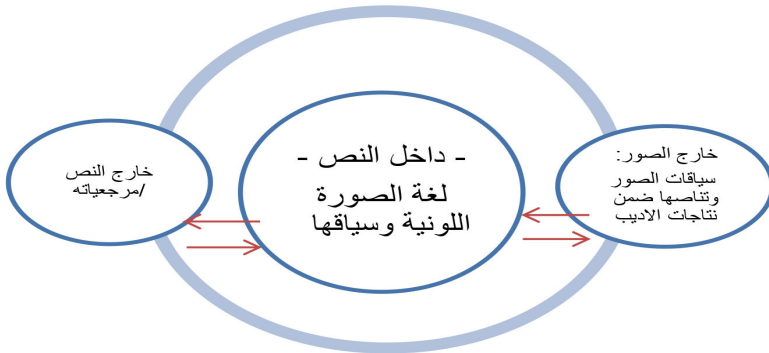 خارج الصور:
سياقات الصور
وتناصها ضمن
نتاجات الاديب
- داخل النص -
لغة الصورة
اللونية وسياقها
خارج النص
/مرجعياته